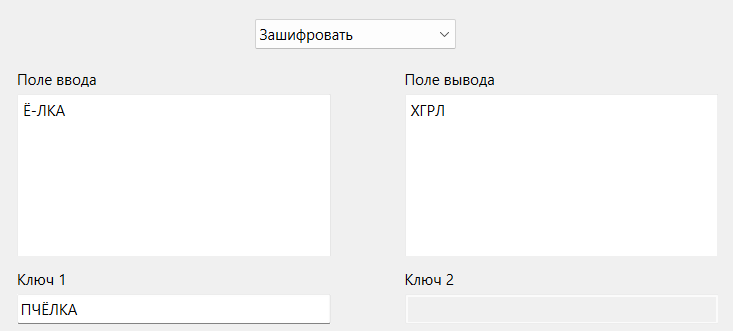 Зашифровать
Поле ввода
Поле вывода
Ё-ЛКА
ХГРЛ
Ключ 1
Ключ 2
ПЧЁЛКА